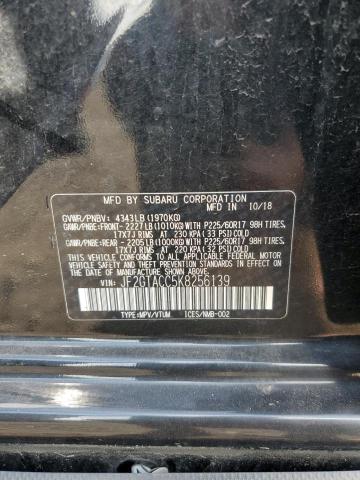 MFD BY SUBARU CORPORATION
MFD IN 10/18
GVWR/PNBV: 4343LB(1970KG)
GAWR/PNBE:FRONT- 2227LB(1010KG)WITH P225/60R17 98H TIRES,
17X7J RIMS AT 230 KPA(33 PSI)COLD
GAWR/PNBE:REAR - 2205LB(1000KG)WITH P225/60R17 98H TIRES,
17X7J RIMS AT 220 KPA(32 PSI)COLD
THIS VEHICLE CONFORMS TO ALL APPLICABLE FEDERAL
MOTOR VEHICLE SAFETY STANDARDS IN EFFECT ON THE
DATE OF MANUFACTURE SHOWN ABOVE.
VIN: JF2GTACC5K8256139
TYPE:MPV/VTUM ICES/NMB-002